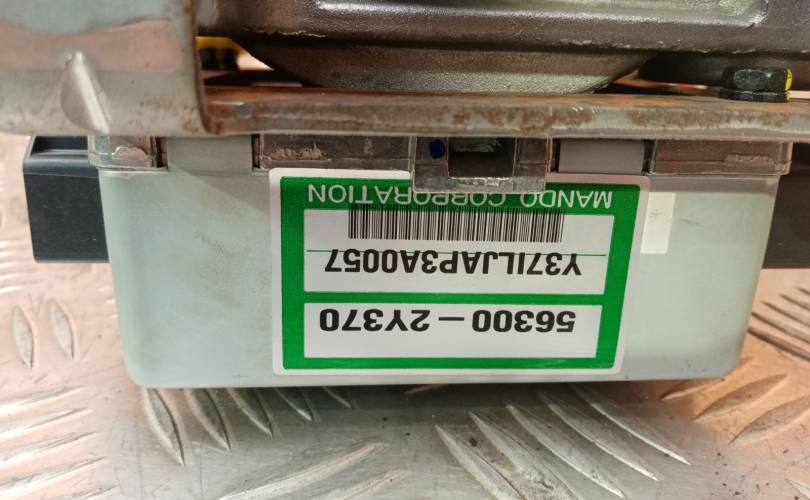 56300 – 2Y370
Y37ILJAP3A0057
MANDO CORPORATION